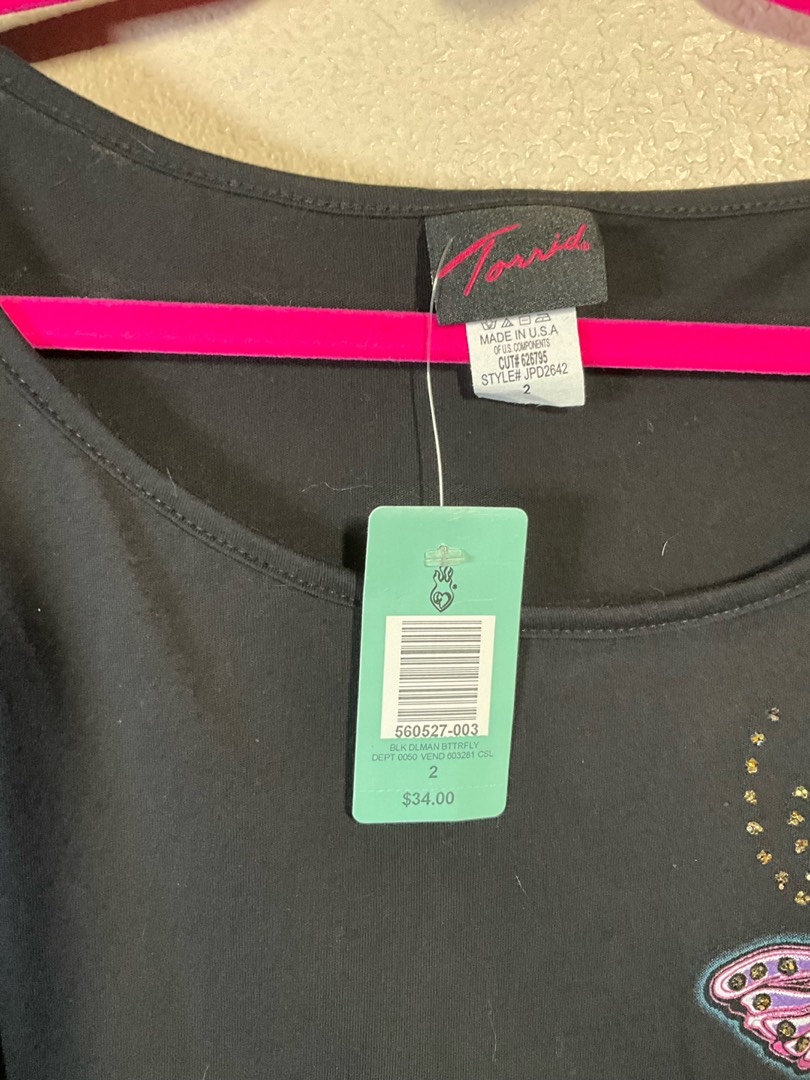 Torrid
MADE IN U.S.A
OF U.S. COMPONENTS
CUT# 626795
STYLE# JPD2642
2
560527-003
BLK DLMAN BTTRFLY
DEPT 0050 VEND 603281 CSL
2
$34.00